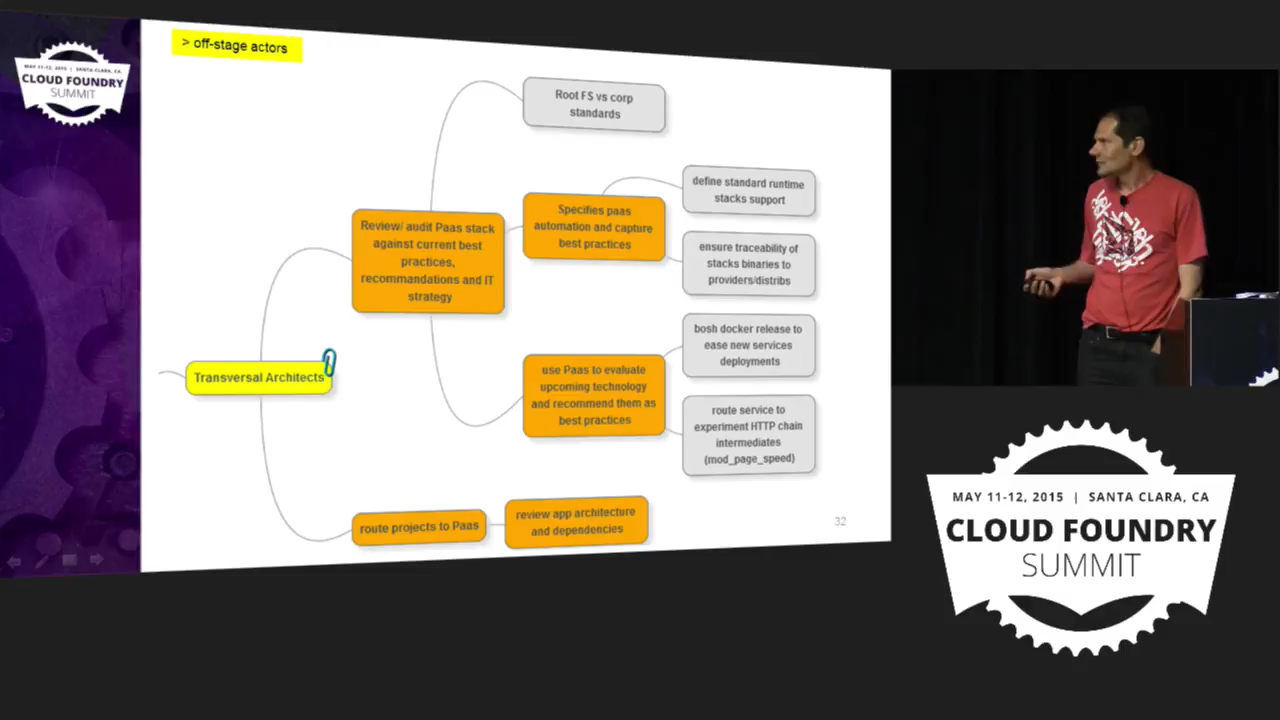 > off-stage actors
MAY 11-12, 2015 | SANTA CLARA, CA
CLOUD FOUNDRY
SUMMIT
Root FS vs corp
standards
Review/ audit Paas stack
against current best
practices,
recommandations and IT
strategy
Specifies paas
automation and capture
best practices
define standard runtime
stacks support
ensure traceability of
stacks binaries to
providers/distribs
Transversal Architects
use Paas to evaluate
upcoming technology
and recommend them as
best practices
bosh docker release to
ease new services
deployments
route service to
experiment HTTP chain
intermediates
(mod_page_speed)
route projects to Paas
review app architecture
and dependencies
32
MAY 11-12, 2015 | SANTA CLARA, CA
CLOUD FOUNDRY
SUMMIT